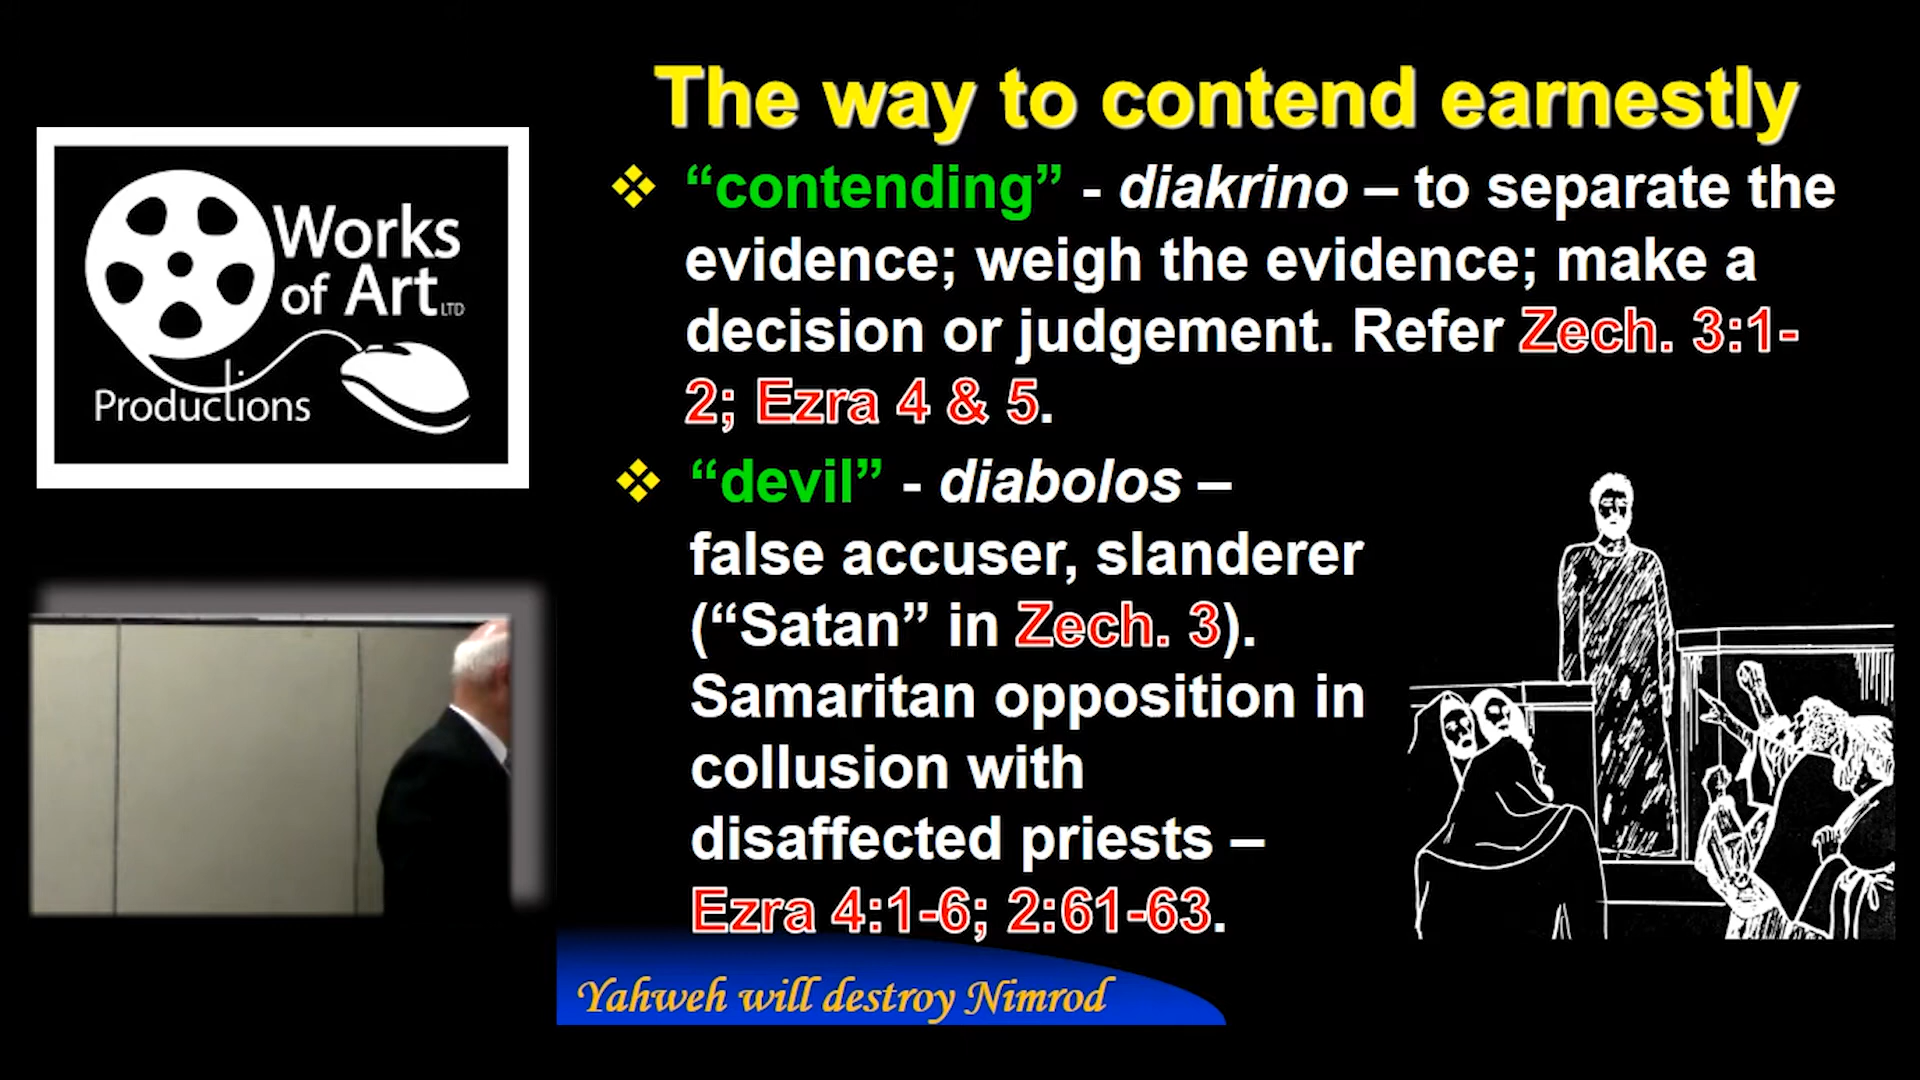 The way to contend earnestly
Works
of Art LTD
Productions
❖ “contending” - diakrino – to separate the
evidence; weigh the evidence; make a
decision or judgement. Refer Zech. 3:1-
2; Ezra 4 & 5.
❖ “devil” - diabolos –
false accuser, slanderer
(“Satan” in Zech. 3).
Samaritan opposition in
collusion with
disaffected priests –
Ezra 4:1-6; 2:61-63.
Yahweh will destroy Nimrod